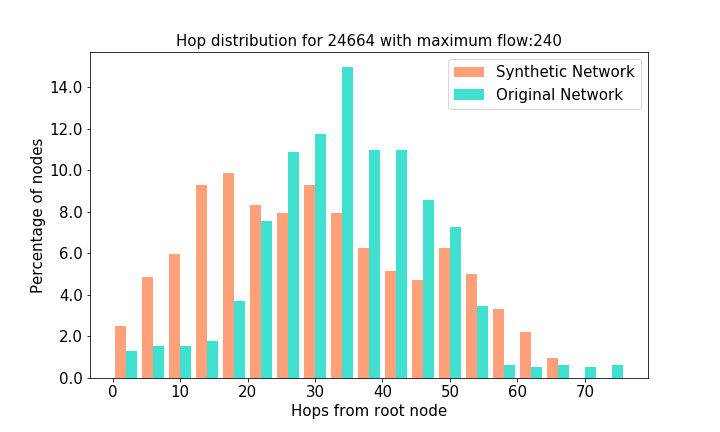 Hop distribution for 24664 with maximum flow:240
Synthetic Network
Original Network
14.0
12.0
10.0
8.0
6.0
4.0
2.0
0.0
Percentage of nodes
0 10 20 30 40 50 60 70
Hops from root node